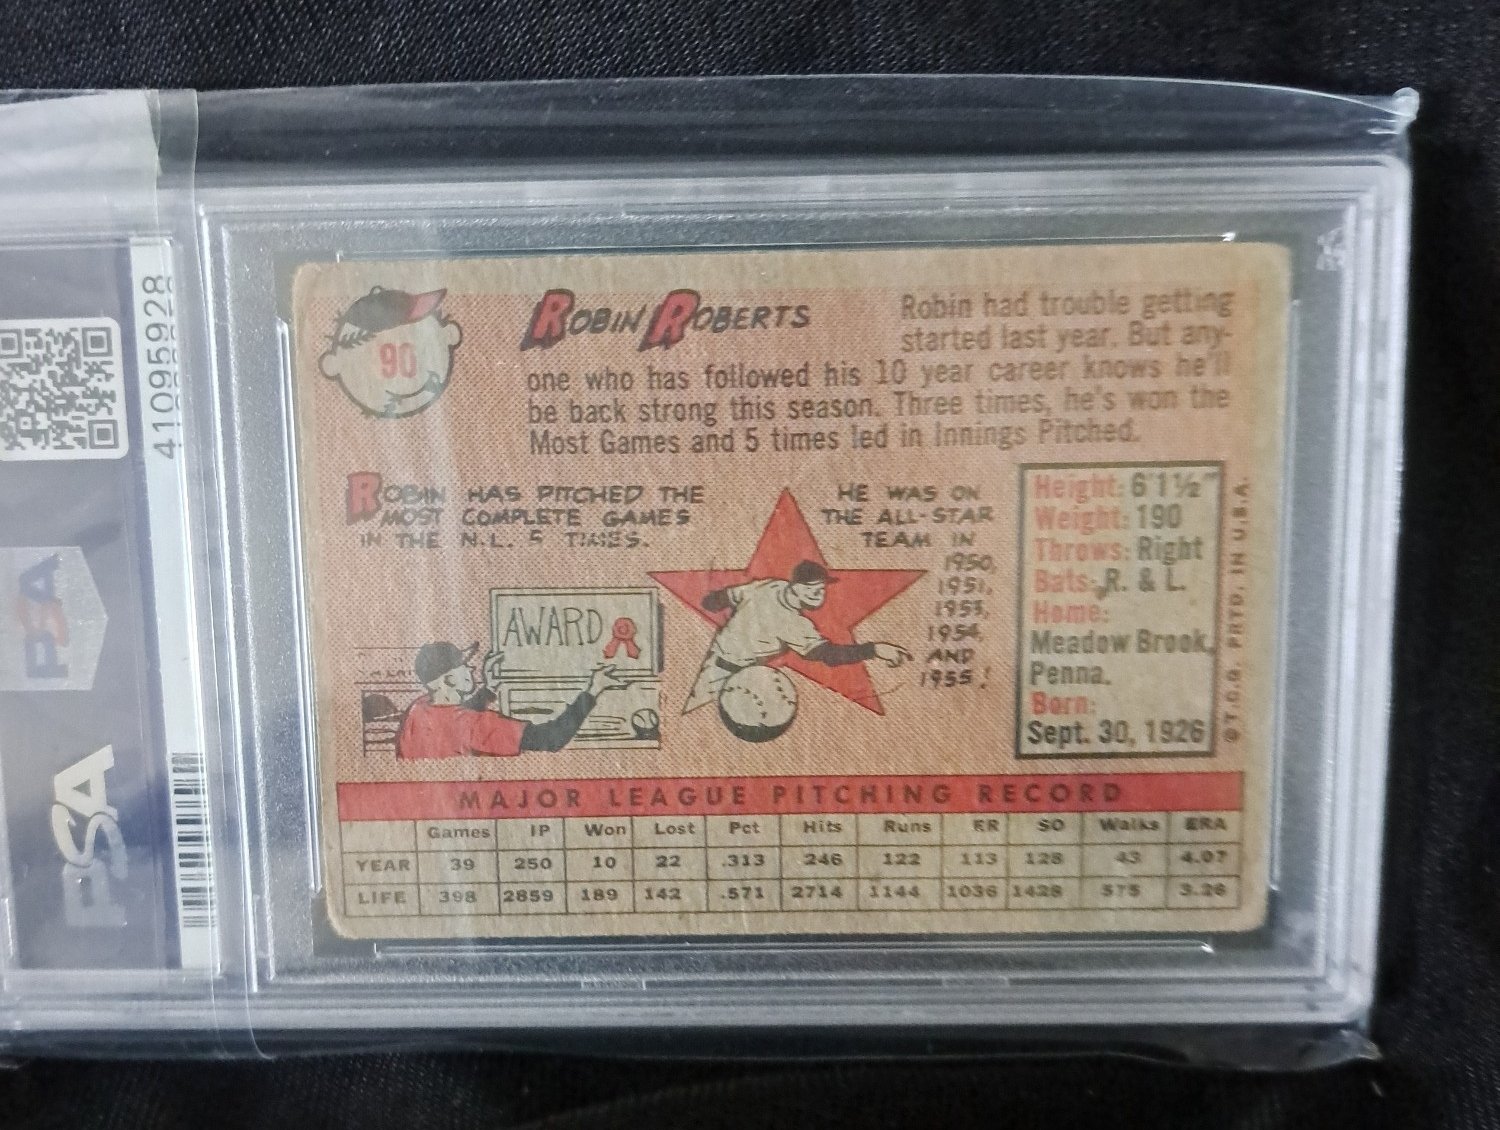 41095928
PSA
PSA
90
ROBIN ROBERTS
Robin had trouble getting
started last year. But any-
one who has followed his 10 year career knows he'll
be back strong this season. Three times, he's won the
Most Games and 5 times led in Innings Pitched.
ROBIN HAS PITCHED THE
MOST COMPLETE GAMES
IN THE N.L. 5 TIMES.
AWARD
HE WAS ON
THE ALL-STAR
TEAM IN
1950,
1951,
1953,
1954,
AND
1955!
Height: 6'1½"
Weight: 190
Throws: Right
Bats: R. & L.
Home:
Meadow Brook,
Penna.
Born:
Sept. 30, 1926
©T.C.G. PRTD. IN U.S.A.
MAJOR LEAGUE PITCHING RECORD
Games IP Won Lost Pct Hits Runs ER SO Walks ERA
YEAR 39 250 10 22 .313 246 122 113 128 43 4.07
LIFE 398 2859 189 142 .571 2714 1144 1036 1428 575 3.26